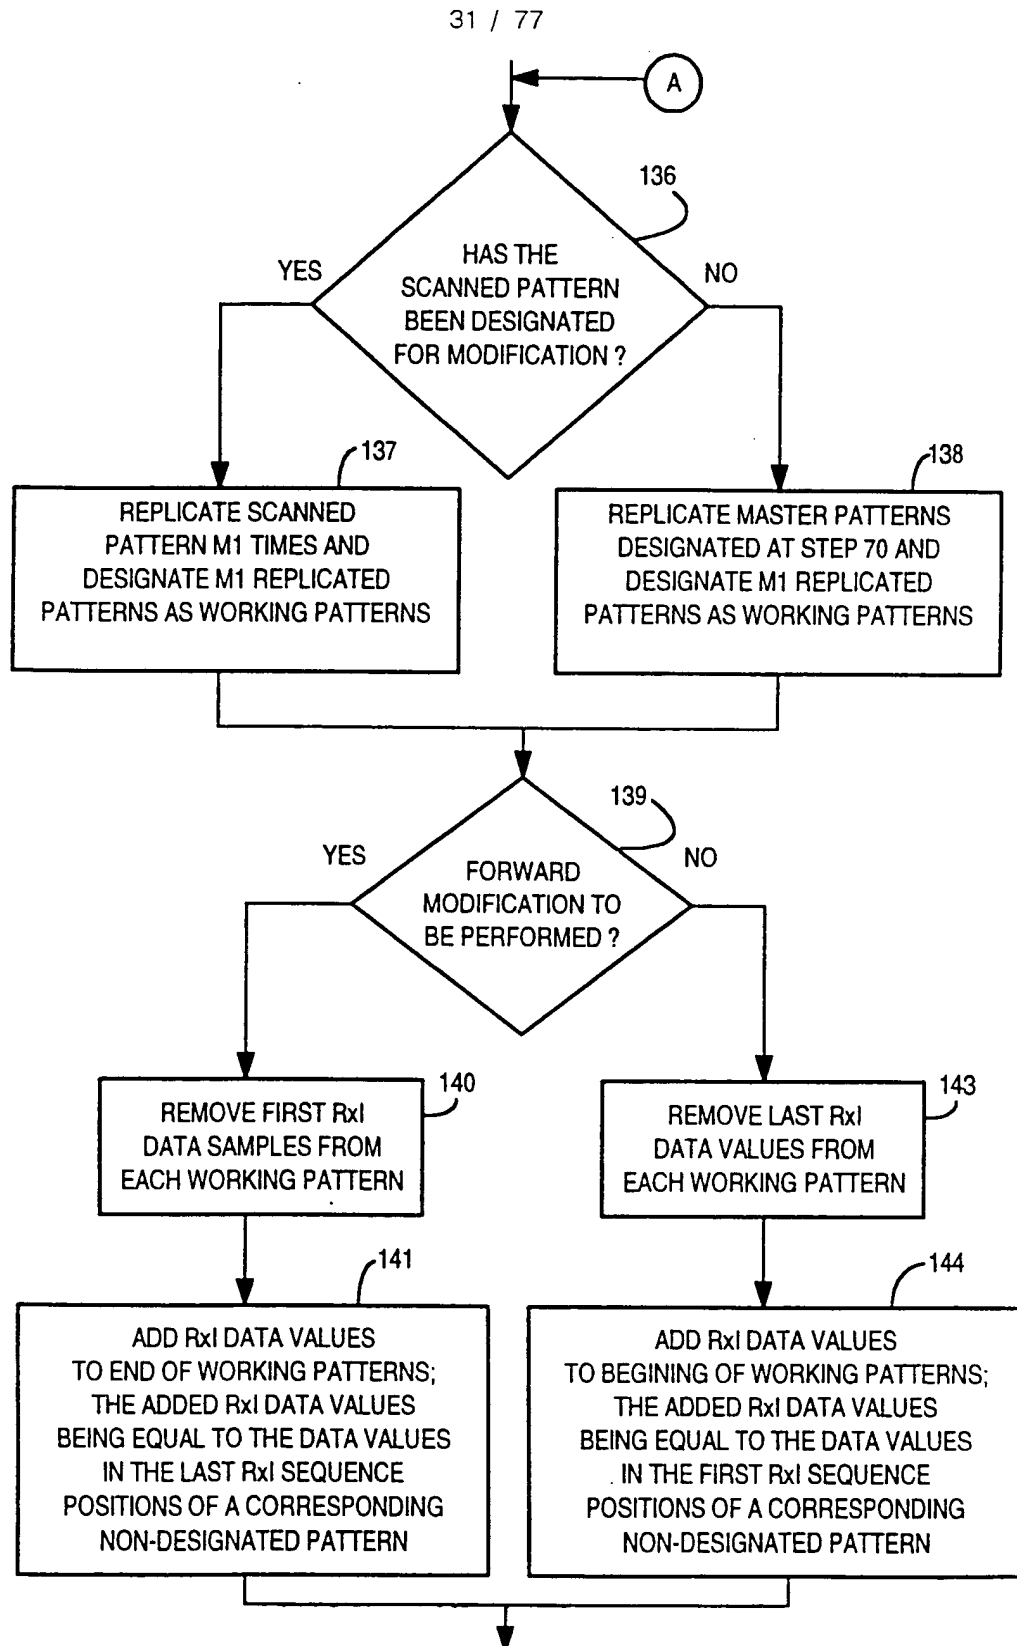 31 / 77
A
136
HAS THE
SCANNED PATTERN
BEEN DESIGNATED
FOR MODIFICATION ?
YES
NO
137
REPLICATE SCANNED
PATTERN M1 TIMES AND
DESIGNATE M1 REPLICATED
PATTERNS AS WORKING PATTERNS
138
REPLICATE MASTER PATTERNS
DESIGNATED AT STEP 70 AND
DESIGNATE M1 REPLICATED
PATTERNS AS WORKING PATTERNS
139
FORWARD
MODIFICATION TO
BE PERFORMED ?
YES
NO
140
REMOVE FIRST RxI
DATA SAMPLES FROM
EACH WORKING PATTERN
143
REMOVE LAST RxI
DATA VALUES FROM
EACH WORKING PATTERN
141
ADD RxI DATA VALUES
TO END OF WORKING PATTERNS;
THE ADDED RxI DATA VALUES
BEING EQUAL TO THE DATA VALUES
IN THE LAST RxI SEQUENCE
POSITIONS OF A CORRESPONDING
NON-DESIGNATED PATTERN
144
ADD RxI DATA VALUES
TO BEGINING OF WORKING PATTERNS;
THE ADDED RxI DATA VALUES
BEING EQUAL TO THE DATA VALUES
IN THE FIRST RxI SEQUENCE
POSITIONS OF A CORRESPONDING
NON-DESIGNATED PATTERN